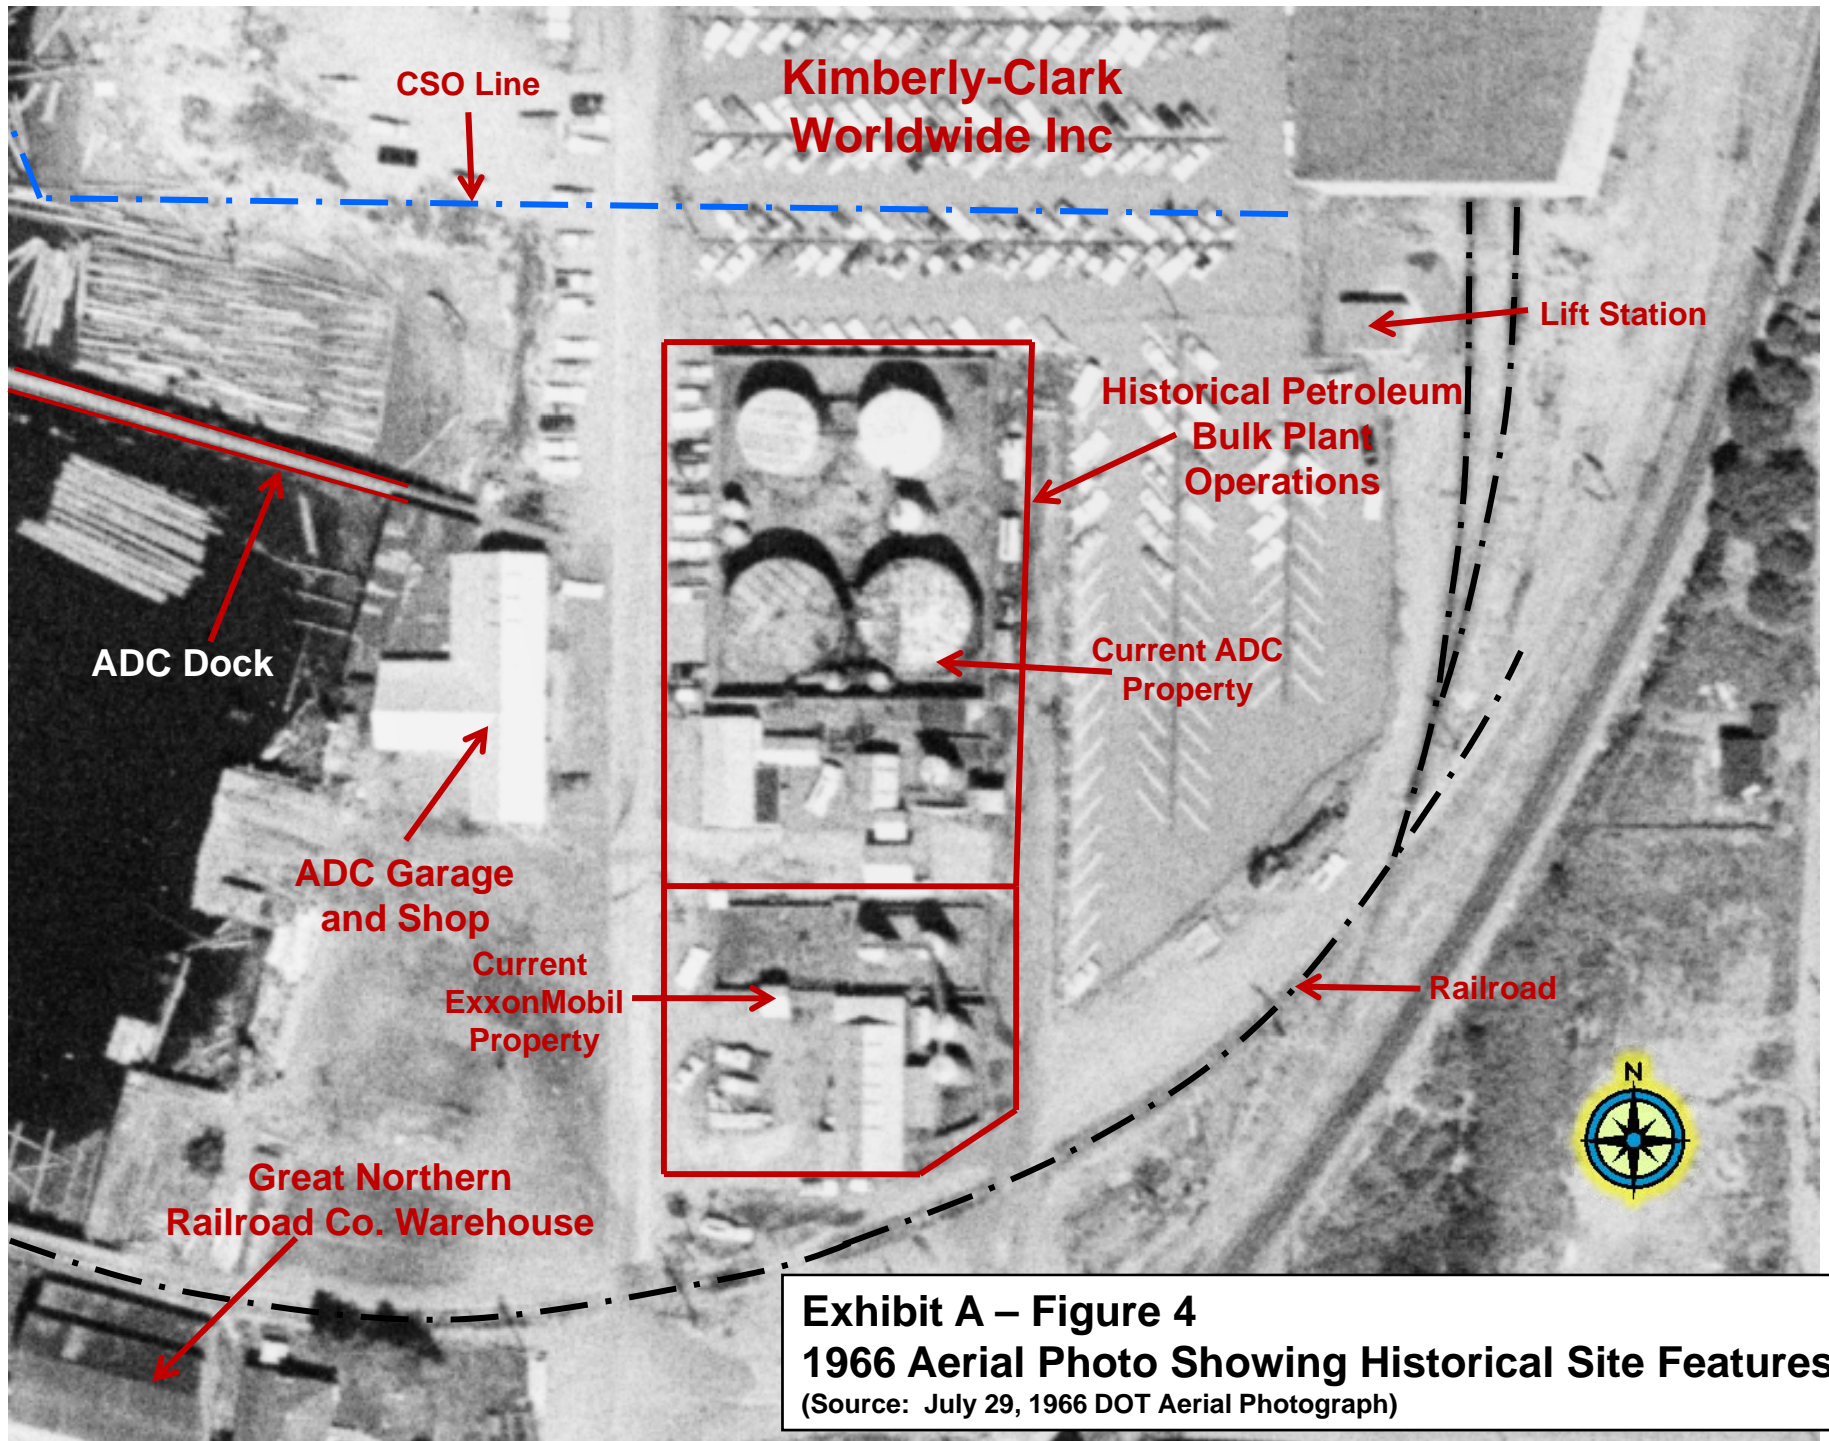 CSO Line
Kimberly-Clark
Worldwide Inc
Lift Station
Historical Petroleum
Bulk Plant
Operations
ADC Dock
Current ADC
Property
ADC Garage
and Shop
Current
ExxonMobil
Property
Railroad
N
Great Northern
Railroad Co. Warehouse
Exhibit A – Figure 4
1966 Aerial Photo Showing Historical Site Features
(Source: July 29, 1966 DOT Aerial Photograph)